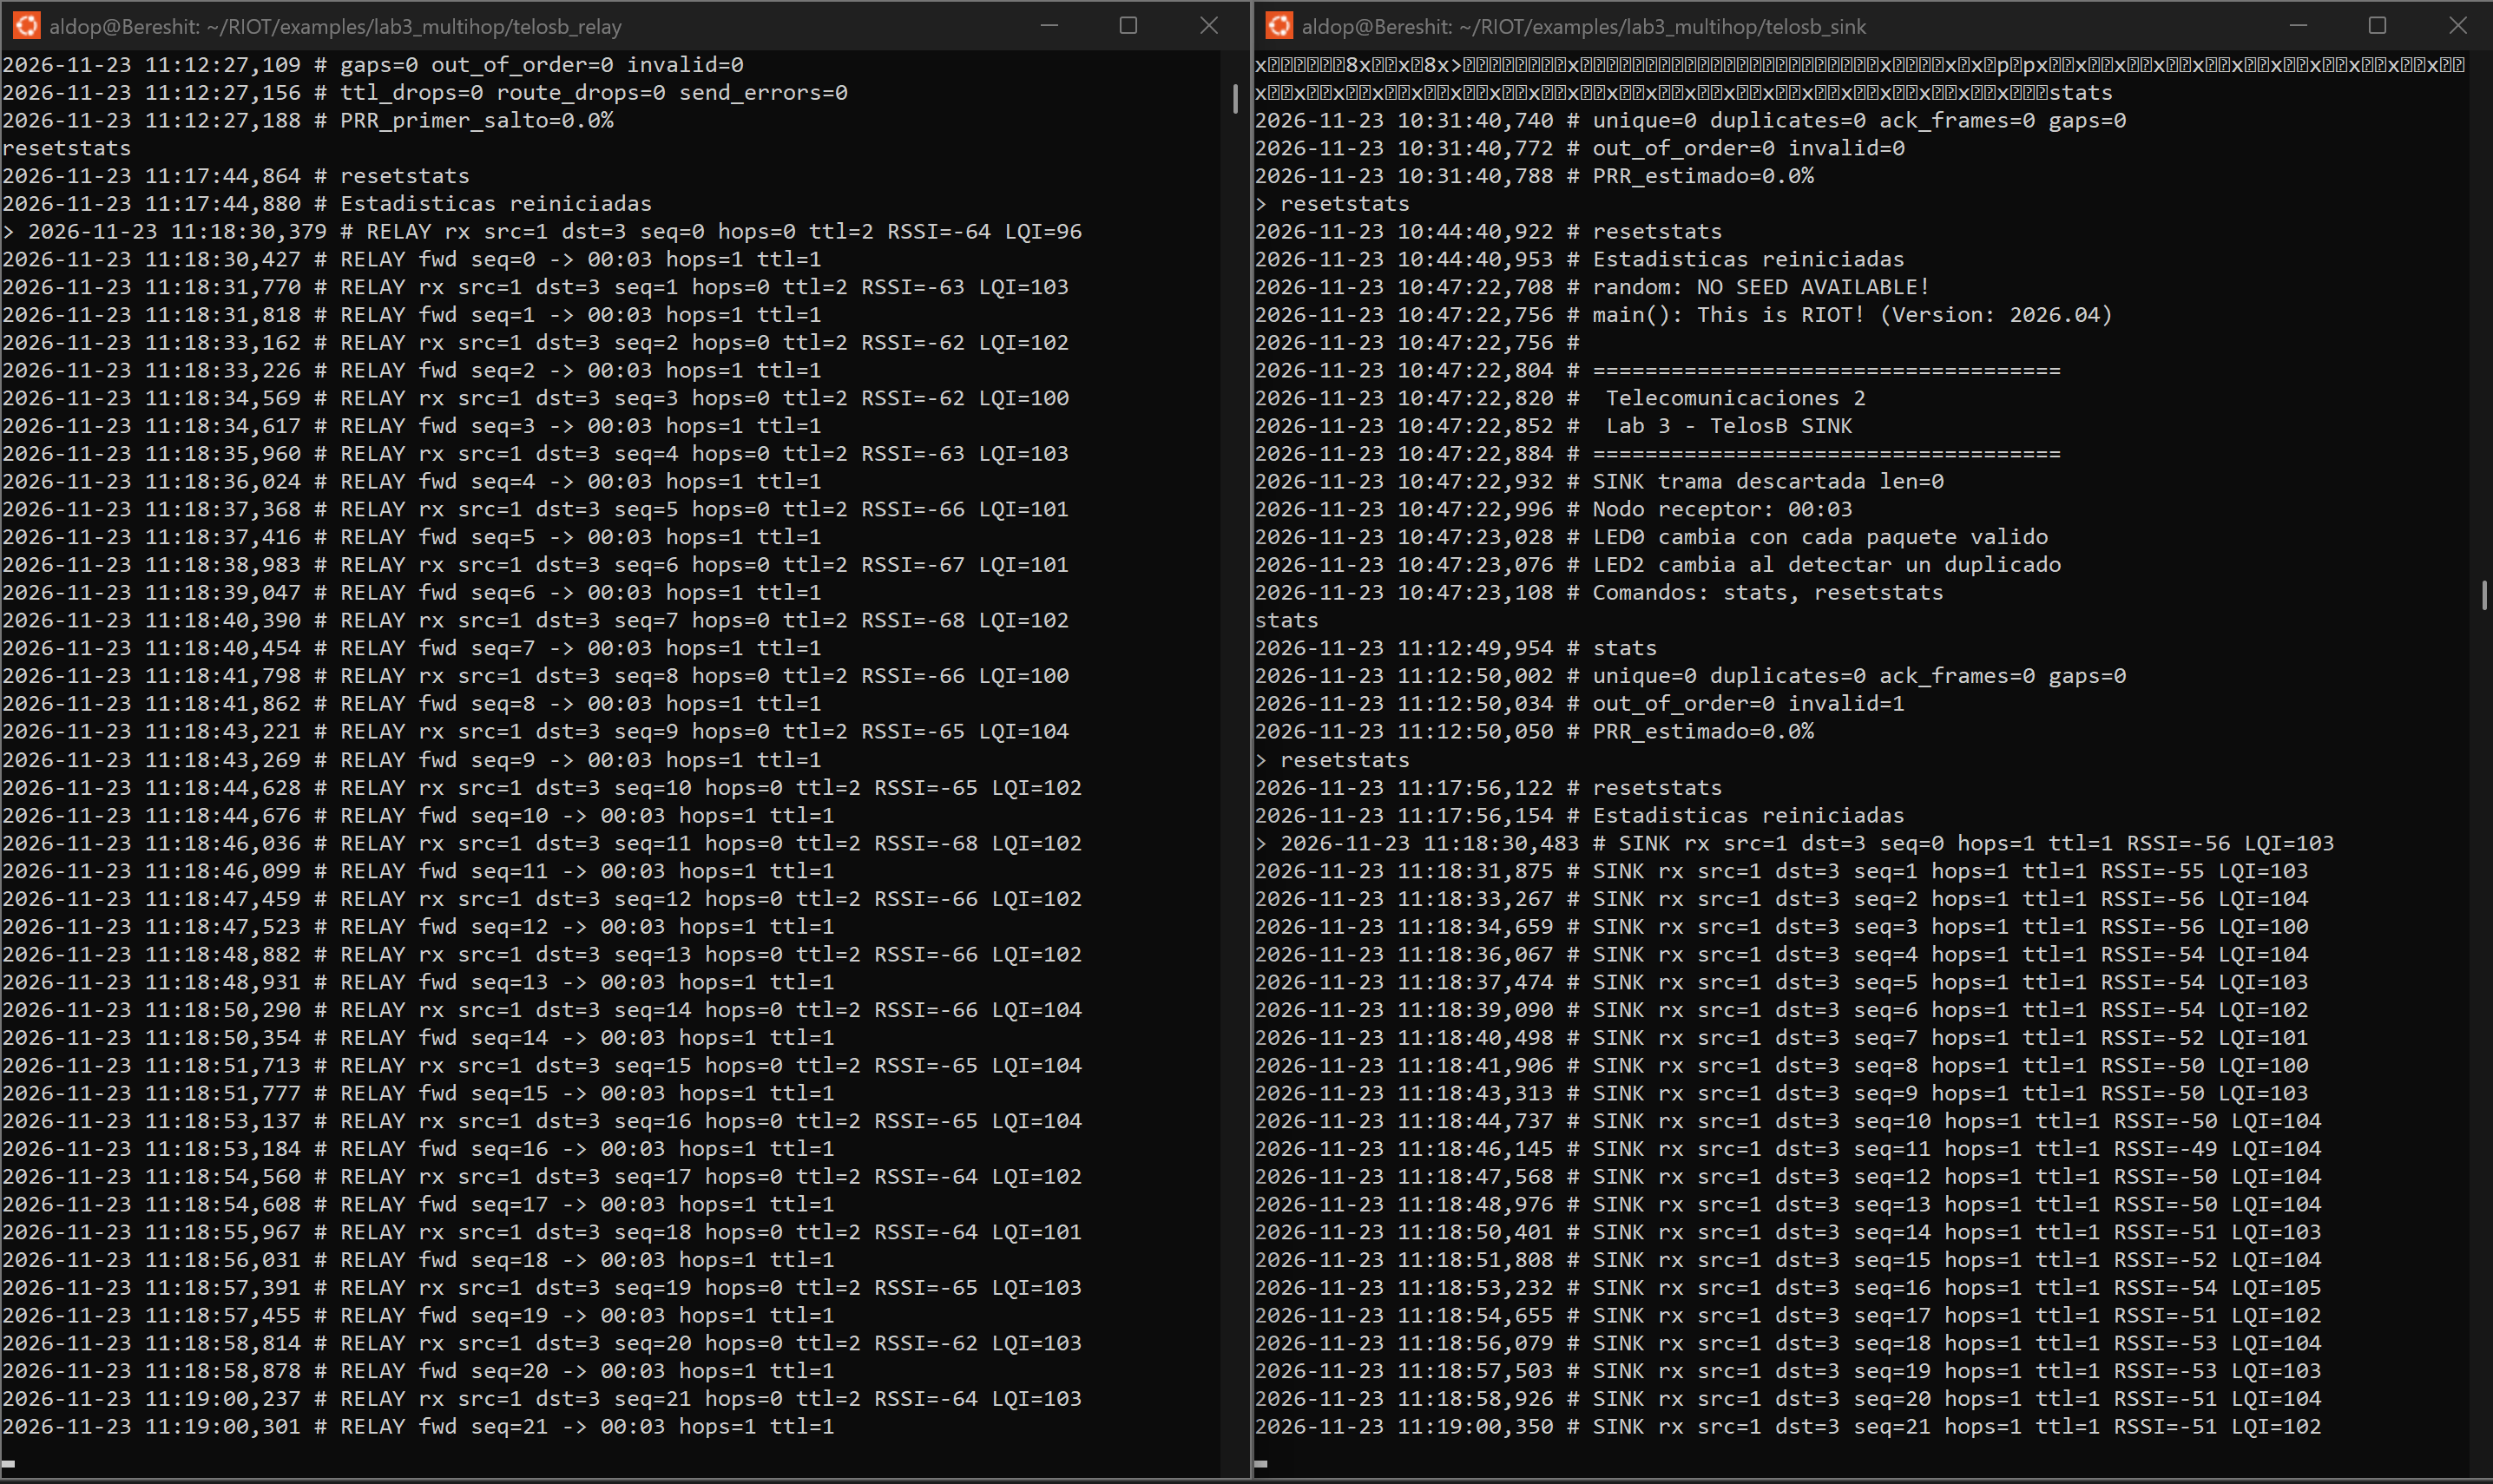 aldop@Bereshit: ~/RIOT/examples/lab3_multihop/telosb_relay
2026-11-23 11:12:27,109 # gaps=0 out_of_order=0 invalid=0
2026-11-23 11:12:27,156 # ttl_drops=0 route_drops=0 send_errors=0
2026-11-23 11:12:27,188 # PRR_primer_salto=0.0%
resetstats
2026-11-23 11:17:44,864 # resetstats
2026-11-23 11:17:44,880 # Estadisticas reiniciadas
> 2026-11-23 11:18:30,379 # RELAY rx src=1 dst=3 seq=0 hops=0 ttl=2 RSSI=-64 LQI=96
2026-11-23 11:18:30,427 # RELAY fwd seq=0 -> 00:03 hops=1 ttl=1
2026-11-23 11:18:31,770 # RELAY rx src=1 dst=3 seq=1 hops=0 ttl=2 RSSI=-63 LQI=103
2026-11-23 11:18:31,818 # RELAY fwd seq=1 -> 00:03 hops=1 ttl=1
2026-11-23 11:18:33,162 # RELAY rx src=1 dst=3 seq=2 hops=0 ttl=2 RSSI=-62 LQI=102
2026-11-23 11:18:33,226 # RELAY fwd seq=2 -> 00:03 hops=1 ttl=1
2026-11-23 11:18:34,569 # RELAY rx src=1 dst=3 seq=3 hops=0 ttl=2 RSSI=-62 LQI=100
2026-11-23 11:18:34,617 # RELAY fwd seq=3 -> 00:03 hops=1 ttl=1
2026-11-23 11:18:35,960 # RELAY rx src=1 dst=3 seq=4 hops=0 ttl=2 RSSI=-63 LQI=103
2026-11-23 11:18:36,024 # RELAY fwd seq=4 -> 00:03 hops=1 ttl=1
2026-11-23 11:18:37,368 # RELAY rx src=1 dst=3 seq=5 hops=0 ttl=2 RSSI=-66 LQI=101
2026-11-23 11:18:37,416 # RELAY fwd seq=5 -> 00:03 hops=1 ttl=1
2026-11-23 11:18:38,983 # RELAY rx src=1 dst=3 seq=6 hops=0 ttl=2 RSSI=-67 LQI=101
2026-11-23 11:18:39,047 # RELAY fwd seq=6 -> 00:03 hops=1 ttl=1
2026-11-23 11:18:40,390 # RELAY rx src=1 dst=3 seq=7 hops=0 ttl=2 RSSI=-68 LQI=102
2026-11-23 11:18:40,454 # RELAY fwd seq=7 -> 00:03 hops=1 ttl=1
2026-11-23 11:18:41,798 # RELAY rx src=1 dst=3 seq=8 hops=0 ttl=2 RSSI=-66 LQI=100
2026-11-23 11:18:41,862 # RELAY fwd seq=8 -> 00:03 hops=1 ttl=1
2026-11-23 11:18:43,221 # RELAY rx src=1 dst=3 seq=9 hops=0 ttl=2 RSSI=-65 LQI=104
2026-11-23 11:18:43,269 # RELAY fwd seq=9 -> 00:03 hops=1 ttl=1
2026-11-23 11:18:44,628 # RELAY rx src=1 dst=3 seq=10 hops=0 ttl=2 RSSI=-65 LQI=102
2026-11-23 11:18:44,676 # RELAY fwd seq=10 -> 00:03 hops=1 ttl=1
2026-11-23 11:18:46,036 # RELAY rx src=1 dst=3 seq=11 hops=0 ttl=2 RSSI=-68 LQI=102
2026-11-23 11:18:46,099 # RELAY fwd seq=11 -> 00:03 hops=1 ttl=1
2026-11-23 11:18:47,459 # RELAY rx src=1 dst=3 seq=12 hops=0 ttl=2 RSSI=-66 LQI=102
2026-11-23 11:18:47,523 # RELAY fwd seq=12 -> 00:03 hops=1 ttl=1
2026-11-23 11:18:48,882 # RELAY rx src=1 dst=3 seq=13 hops=0 ttl=2 RSSI=-66 LQI=102
2026-11-23 11:18:48,931 # RELAY fwd seq=13 -> 00:03 hops=1 ttl=1
2026-11-23 11:18:50,290 # RELAY rx src=1 dst=3 seq=14 hops=0 ttl=2 RSSI=-66 LQI=104
2026-11-23 11:18:50,354 # RELAY fwd seq=14 -> 00:03 hops=1 ttl=1
2026-11-23 11:18:51,713 # RELAY rx src=1 dst=3 seq=15 hops=0 ttl=2 RSSI=-65 LQI=104
2026-11-23 11:18:51,777 # RELAY fwd seq=15 -> 00:03 hops=1 ttl=1
2026-11-23 11:18:53,137 # RELAY rx src=1 dst=3 seq=16 hops=0 ttl=2 RSSI=-65 LQI=104
2026-11-23 11:18:53,184 # RELAY fwd seq=16 -> 00:03 hops=1 ttl=1
2026-11-23 11:18:54,560 # RELAY rx src=1 dst=3 seq=17 hops=0 ttl=2 RSSI=-64 LQI=102
2026-11-23 11:18:54,608 # RELAY fwd seq=17 -> 00:03 hops=1 ttl=1
2026-11-23 11:18:55,967 # RELAY rx src=1 dst=3 seq=18 hops=0 ttl=2 RSSI=-64 LQI=101
2026-11-23 11:18:56,031 # RELAY fwd seq=18 -> 00:03 hops=1 ttl=1
2026-11-23 11:18:57,391 # RELAY rx src=1 dst=3 seq=19 hops=0 ttl=2 RSSI=-65 LQI=103
2026-11-23 11:18:57,455 # RELAY fwd seq=19 -> 00:03 hops=1 ttl=1
2026-11-23 11:18:58,814 # RELAY rx src=1 dst=3 seq=20 hops=0 ttl=2 RSSI=-62 LQI=103
2026-11-23 11:18:58,878 # RELAY fwd seq=20 -> 00:03 hops=1 ttl=1
2026-11-23 11:19:00,237 # RELAY rx src=1 dst=3 seq=21 hops=0 ttl=2 RSSI=-64 LQI=103
2026-11-23 11:19:00,301 # RELAY fwd seq=21 -> 00:03 hops=1 ttl=1
aldop@Bereshit: ~/RIOT/examples/lab3_multihop/telosb_sink
stats
2026-11-23 10:31:40,740 # unique=0 duplicates=0 ack_frames=0 gaps=0
2026-11-23 10:31:40,772 # out_of_order=0 invalid=0
2026-11-23 10:31:40,788 # PRR_estimado=0.0%
> resetstats
2026-11-23 10:44:40,922 # resetstats
2026-11-23 10:44:40,953 # Estadisticas reiniciadas
2026-11-23 10:47:22,708 # random: NO SEED AVAILABLE!
2026-11-23 10:47:22,756 # main(): This is RIOT! (Version: 2026.04)
2026-11-23 10:47:22,756 #
2026-11-23 10:47:22,804 # ====================================
2026-11-23 10:47:22,820 #  Telecomunicaciones 2
2026-11-23 10:47:22,852 #  Lab 3 - TelosB SINK
2026-11-23 10:47:22,884 # ====================================
2026-11-23 10:47:22,932 # SINK trama descartada len=0
2026-11-23 10:47:22,996 # Nodo receptor: 00:03
2026-11-23 10:47:23,028 # LED0 cambia con cada paquete valido
2026-11-23 10:47:23,076 # LED2 cambia al detectar un duplicado
2026-11-23 10:47:23,108 # Comandos: stats, resetstats
stats
2026-11-23 11:12:49,954 # stats
2026-11-23 11:12:50,002 # unique=0 duplicates=0 ack_frames=0 gaps=0
2026-11-23 11:12:50,034 # out_of_order=0 invalid=1
2026-11-23 11:12:50,050 # PRR_estimado=0.0%
> resetstats
2026-11-23 11:17:56,122 # resetstats
2026-11-23 11:17:56,154 # Estadisticas reiniciadas
> 2026-11-23 11:18:30,483 # SINK rx src=1 dst=3 seq=0 hops=1 ttl=1 RSSI=-56 LQI=103
2026-11-23 11:18:31,875 # SINK rx src=1 dst=3 seq=1 hops=1 ttl=1 RSSI=-55 LQI=103
2026-11-23 11:18:33,267 # SINK rx src=1 dst=3 seq=2 hops=1 ttl=1 RSSI=-56 LQI=104
2026-11-23 11:18:34,659 # SINK rx src=1 dst=3 seq=3 hops=1 ttl=1 RSSI=-56 LQI=100
2026-11-23 11:18:36,067 # SINK rx src=1 dst=3 seq=4 hops=1 ttl=1 RSSI=-54 LQI=104
2026-11-23 11:18:37,474 # SINK rx src=1 dst=3 seq=5 hops=1 ttl=1 RSSI=-54 LQI=103
2026-11-23 11:18:39,090 # SINK rx src=1 dst=3 seq=6 hops=1 ttl=1 RSSI=-54 LQI=102
2026-11-23 11:18:40,498 # SINK rx src=1 dst=3 seq=7 hops=1 ttl=1 RSSI=-52 LQI=101
2026-11-23 11:18:41,906 # SINK rx src=1 dst=3 seq=8 hops=1 ttl=1 RSSI=-50 LQI=100
2026-11-23 11:18:43,313 # SINK rx src=1 dst=3 seq=9 hops=1 ttl=1 RSSI=-50 LQI=103
2026-11-23 11:18:44,737 # SINK rx src=1 dst=3 seq=10 hops=1 ttl=1 RSSI=-50 LQI=104
2026-11-23 11:18:46,145 # SINK rx src=1 dst=3 seq=11 hops=1 ttl=1 RSSI=-49 LQI=104
2026-11-23 11:18:47,568 # SINK rx src=1 dst=3 seq=12 hops=1 ttl=1 RSSI=-50 LQI=104
2026-11-23 11:18:48,976 # SINK rx src=1 dst=3 seq=13 hops=1 ttl=1 RSSI=-50 LQI=104
2026-11-23 11:18:50,401 # SINK rx src=1 dst=3 seq=14 hops=1 ttl=1 RSSI=-51 LQI=103
2026-11-23 11:18:51,808 # SINK rx src=1 dst=3 seq=15 hops=1 ttl=1 RSSI=-52 LQI=104
2026-11-23 11:18:53,232 # SINK rx src=1 dst=3 seq=16 hops=1 ttl=1 RSSI=-54 LQI=105
2026-11-23 11:18:54,655 # SINK rx src=1 dst=3 seq=17 hops=1 ttl=1 RSSI=-51 LQI=102
2026-11-23 11:18:56,079 # SINK rx src=1 dst=3 seq=18 hops=1 ttl=1 RSSI=-53 LQI=104
2026-11-23 11:18:57,503 # SINK rx src=1 dst=3 seq=19 hops=1 ttl=1 RSSI=-53 LQI=103
2026-11-23 11:18:58,926 # SINK rx src=1 dst=3 seq=20 hops=1 ttl=1 RSSI=-51 LQI=104
2026-11-23 11:19:00,350 # SINK rx src=1 dst=3 seq=21 hops=1 ttl=1 RSSI=-51 LQI=102